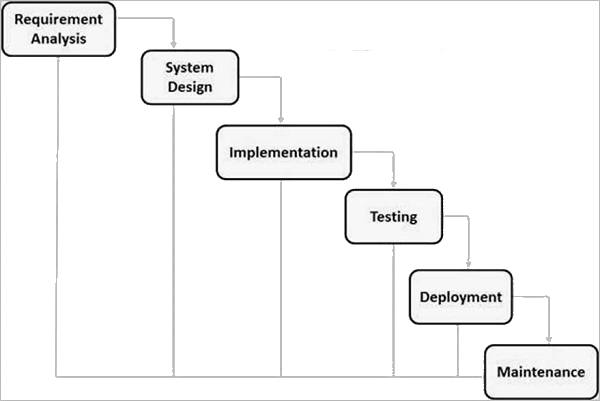 Requirement
Analysis
System
Design
Implementation
Testing
Deployment
Maintenance